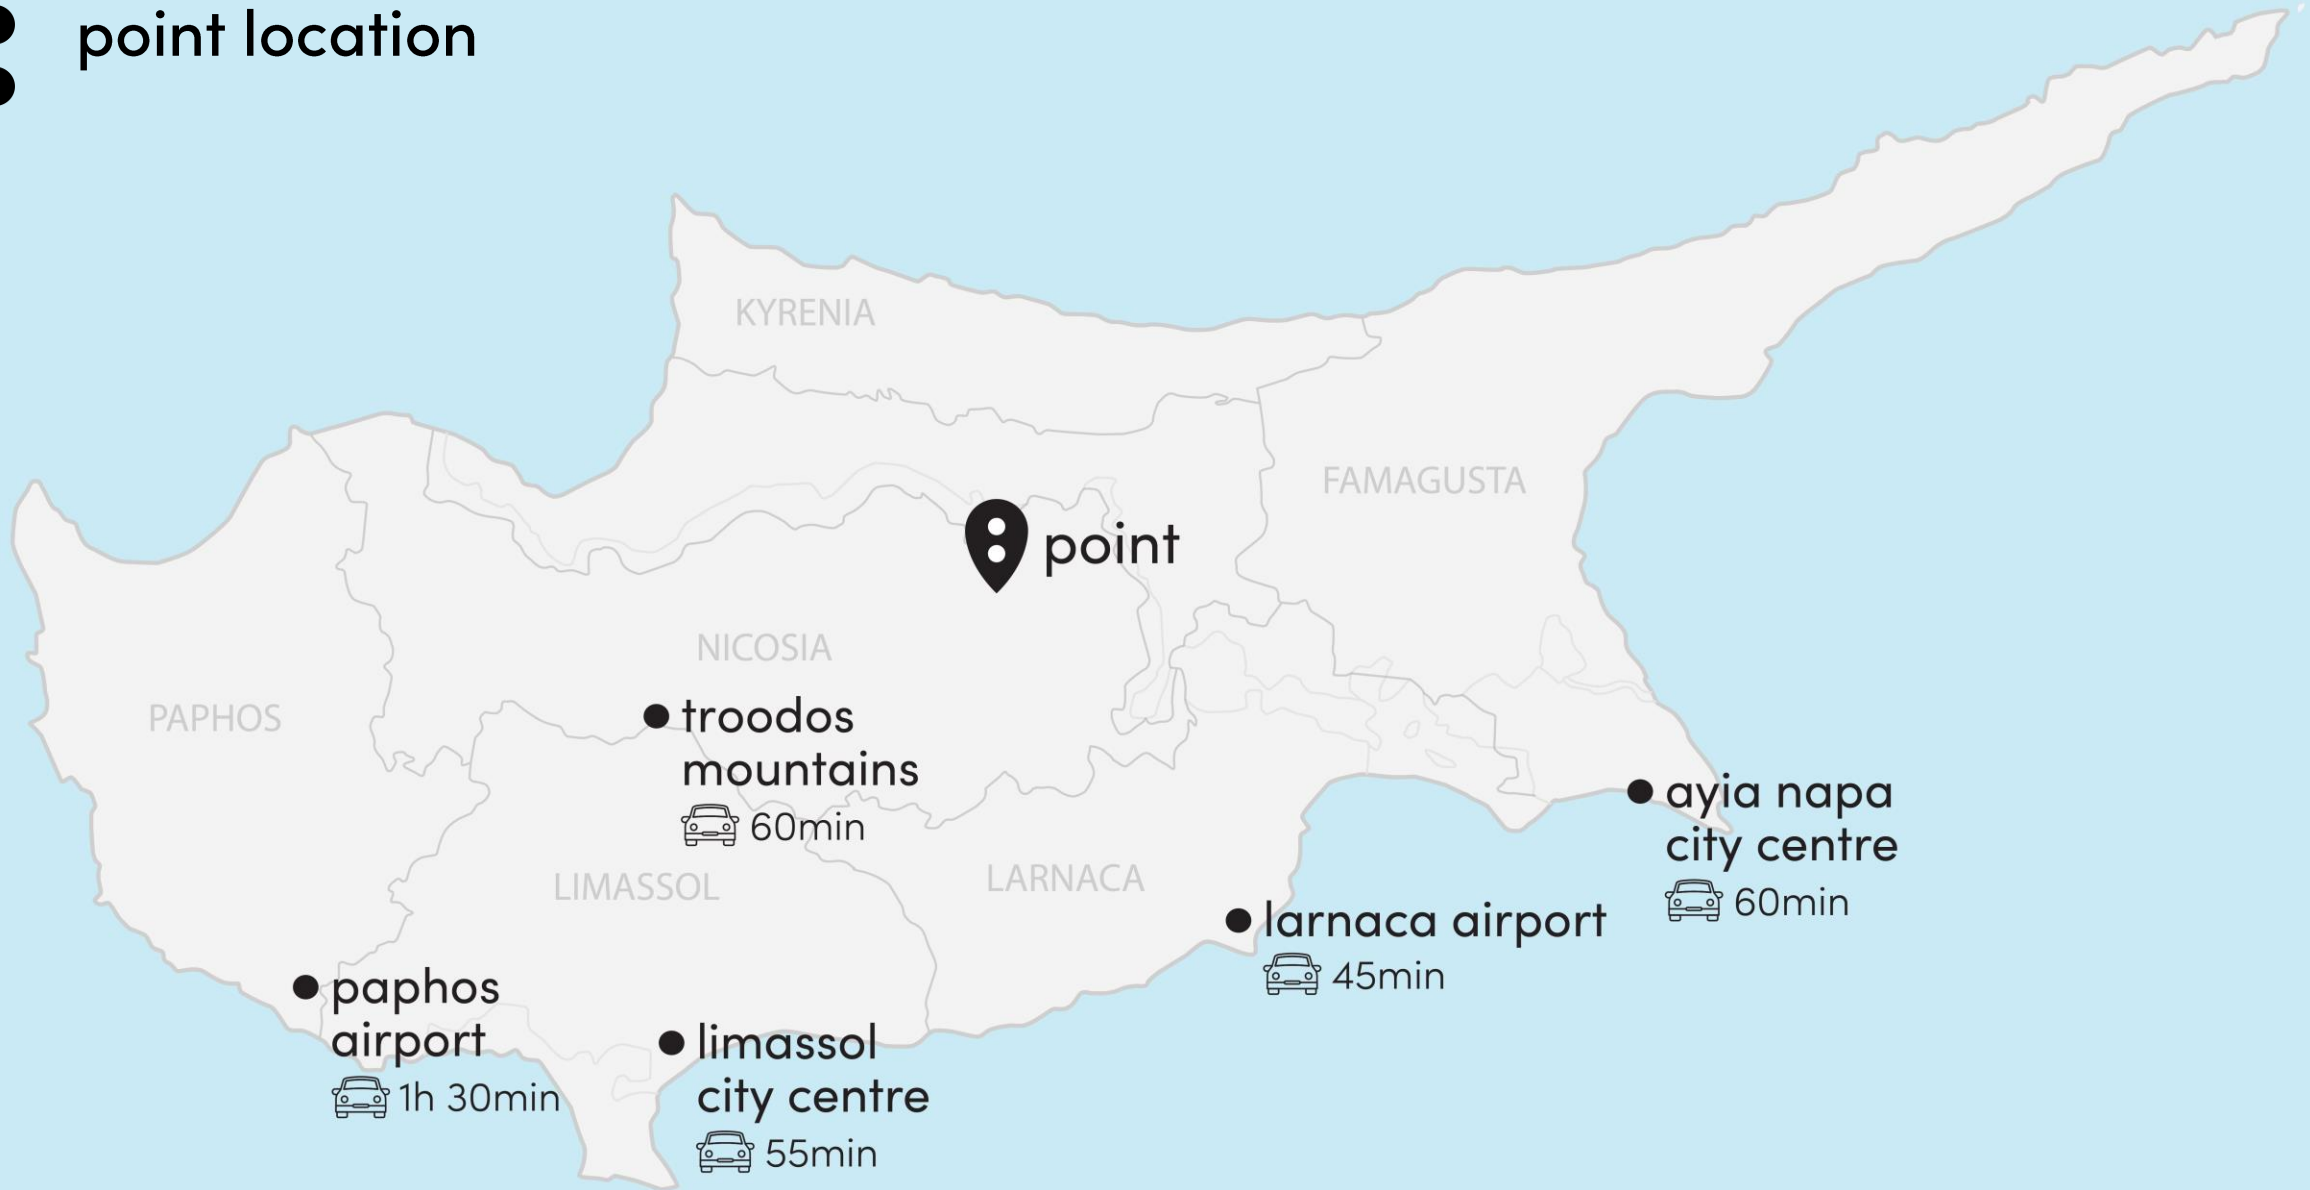 point location
KYRENIA
FAMAGUSTA
point
NICOSIA
PAPHOS
troodos
mountains
60min
ayia napa
city centre
60min
LIMASSOL
LARNACA
larnaca airport
45min
paphos
airport
1h 30min
limassol
city centre
55min